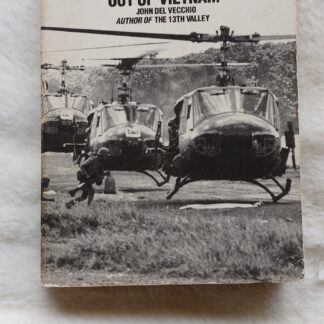 OUT OF VIETNAM
JOHN DEL VECCHIO
AUTHOR OF THE 13TH VALLEY